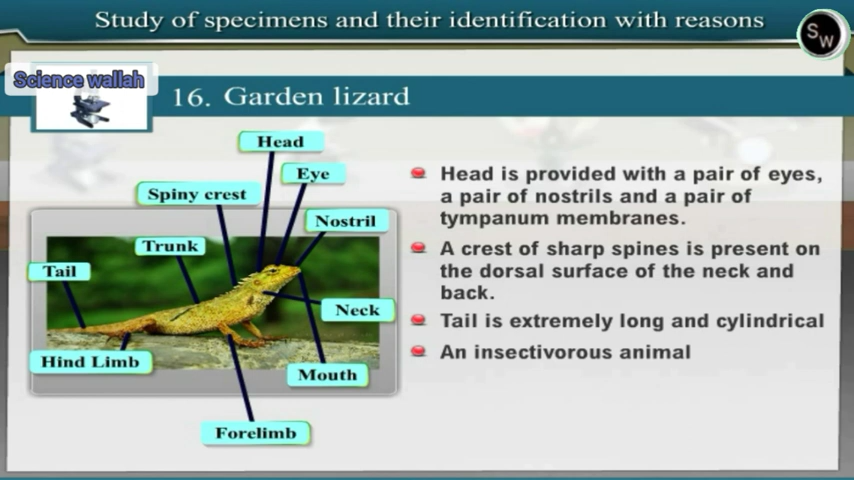 Study of specimens and their identification with reasons
SW
Science wallah
16. Garden lizard
Head
Eye
Spiny crest
Nostril
Trunk
Tail
Neck
Hind Limb
Mouth
Forelimb
Head is provided with a pair of eyes,
a pair of nostrils and a pair of
tympanum membranes.
A crest of sharp spines is present on
the dorsal surface of the neck and
back.
Tail is extremely long and cylindrical
An insectivorous animal